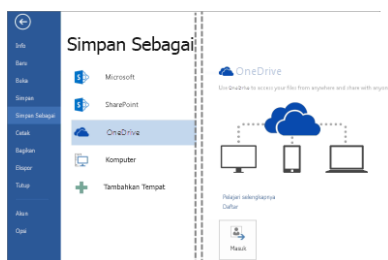 Info
Baru
Buka
Simpan
Simpan Sebagai
Cetak
Bagikan
Ekspor
Tutup
Akun
Opsi
Simpan Sebagai
Microsoft
SharePoint
OneDrive
Komputer
Tambahkan Tempat
OneDrive
Use OneDrive to access your files from anywhere and share with anyon
Pelajari selengkapnya
Daftar
Masuk